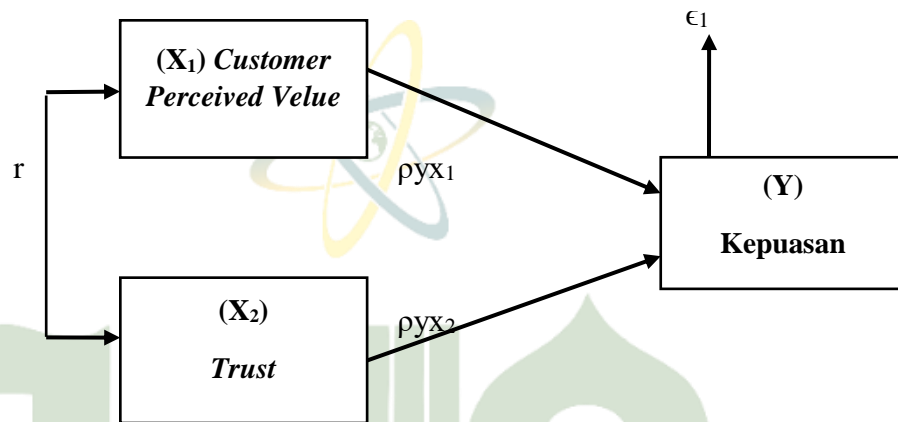 ϵ₁
(X₁) Customer
Perceived Velue
r
ρyx₁
(Y)
Kepuasan
(X₂)
Trust
ρyx₂